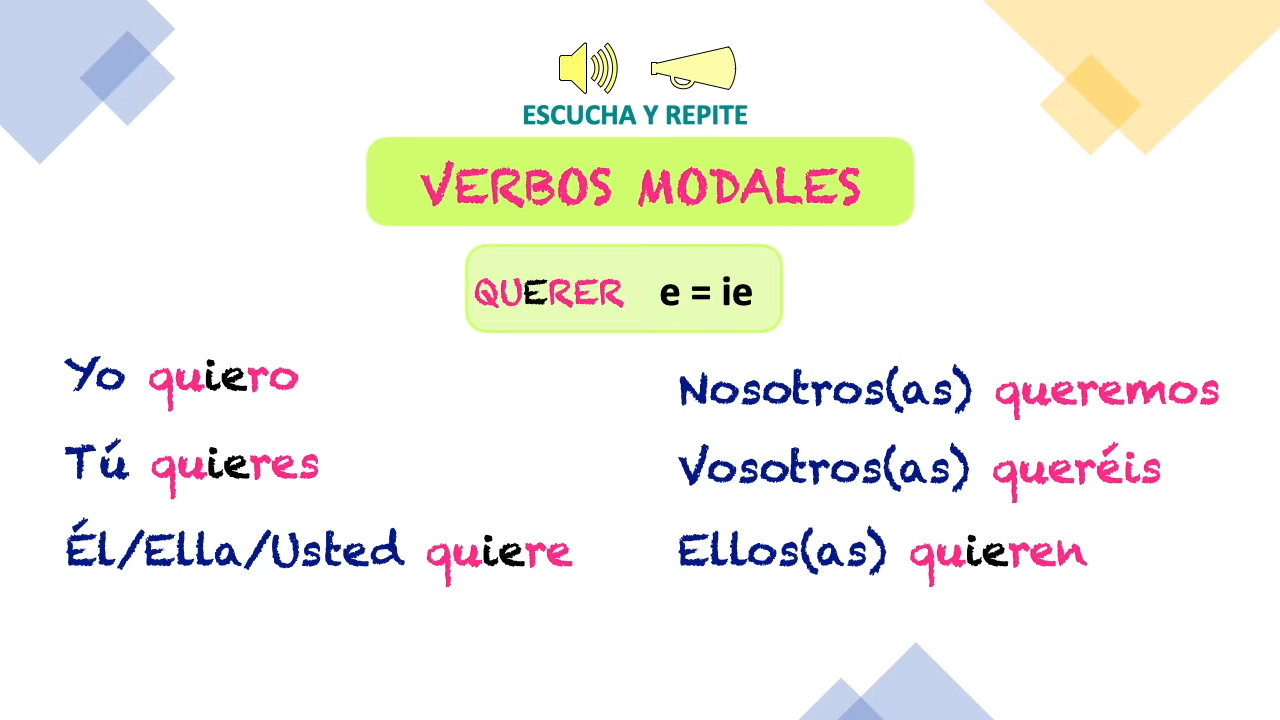 ESCUCHA Y REPITE
VERBOS MODALES
QUERER e = ie
Yo quiero
Tú quieres
Él/Ella/Usted quiere
Nosotros(as) queremos
Vosotros(as) queréis
Ellos(as) quieren